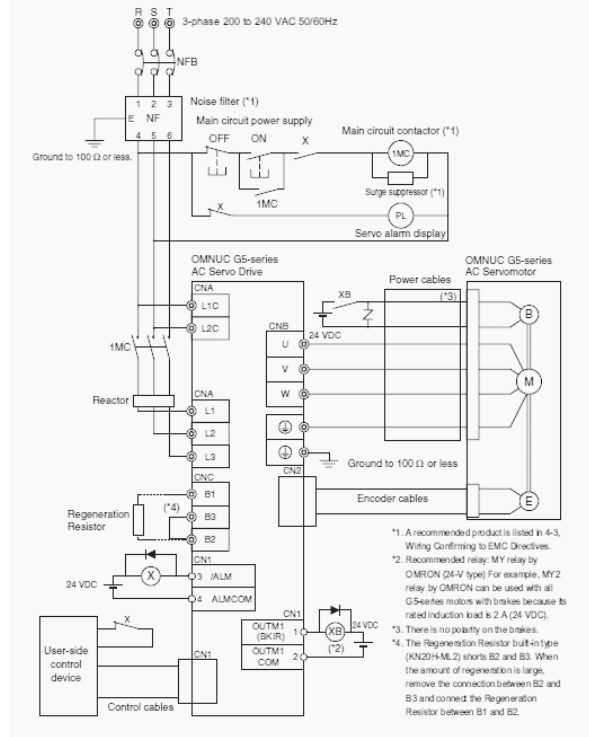 R S T
3-phase 200 to 240 VAC 50/60Hz
NFB
1 2 3
Noise filter (*1)
E NF
4 5 6
Main circuit power supply
OFF ON X
Main circuit contactor (*1)
1MC
Ground to 100 Ω or less.
Surge suppressor (*1)
1MC
X
PL
Servo alarm display
OMNUC G5-series
AC Servo Drive
OMNUC G5-series
AC Servomotor
CNA
L1C
L2C
Power cables
XB
(*3)
24 VDC
CNB
B
U
V
W
M
1MC
Reactor
CNA
L1
L2
L3
Ground to 100 Ω or less
CNC
CN2
B1
(*4)
B3
B2
Regeneration
Resistor
Encoder cables
E
CN1
X
24 VDC
3 /ALM
4 ALMCOM
CN1
OUTM1
(BKIR)
1
XB
24 VDC
(*2)
OUTM1
COM
2
X
User-side
control
device
CN1
Control cables
*1. A recommended product is listed in 4-3,
Wiring Confirming to EMC Directives.
*2. Recommended relay: MY relay by
OMRON (24-V type) For example, MY2
relay by OMRON can be used with all
G5-series motors with brakes because its
rated induction load is 2 A (24 VDC).
*3. There is no polarity on the brakes.
*4. The Regeneration Resistor built-in type
(KN20H-ML2) shorts B2 and B3. When
the amount of regeneration is large,
remove the connection between B2 and
B3 and connect the Regeneration
Resistor between B1 and B2.